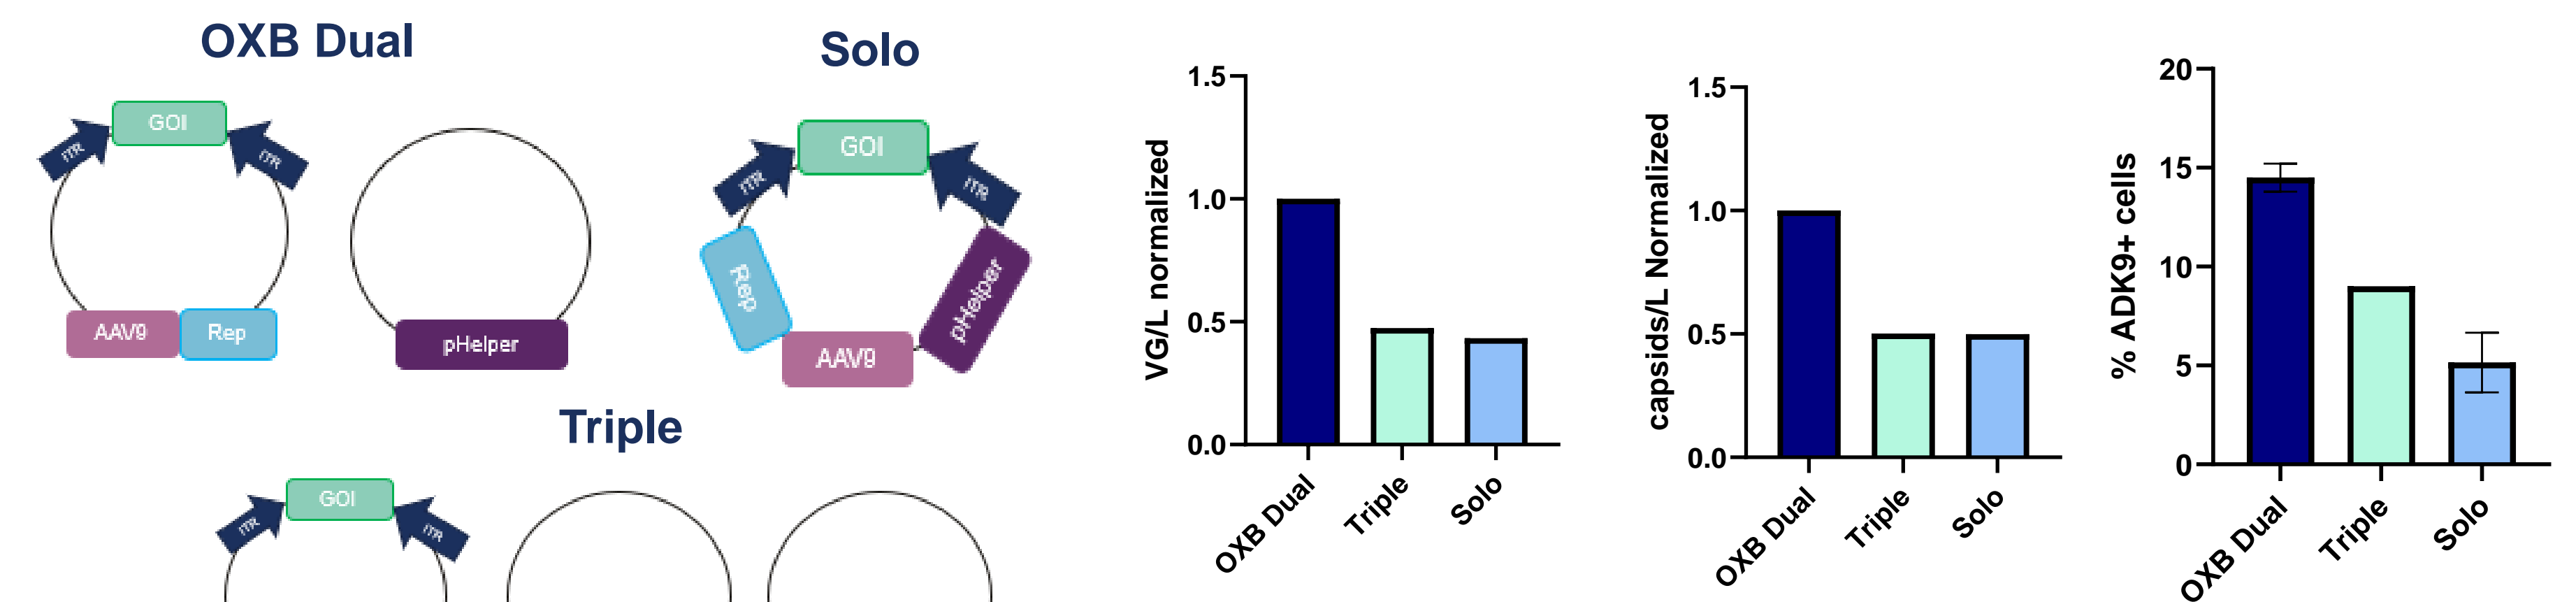 OXB Dual
GOI
ITR
ITR
AAV9
Rep
pHelper
Solo
GOI
ITR
ITR
Rep
pHelper
AAV9
Triple
GOI
ITR
ITR
VG/L normalized
1.5
1.0
0.5
0.0
OXB Dual
Triple
Solo
capsids/L Normalized
1.5
1.0
0.5
0.0
OXB Dual
Triple
Solo
% ADK9+ cells
20
15
10
5
0
OXB Dual
Triple
Solo